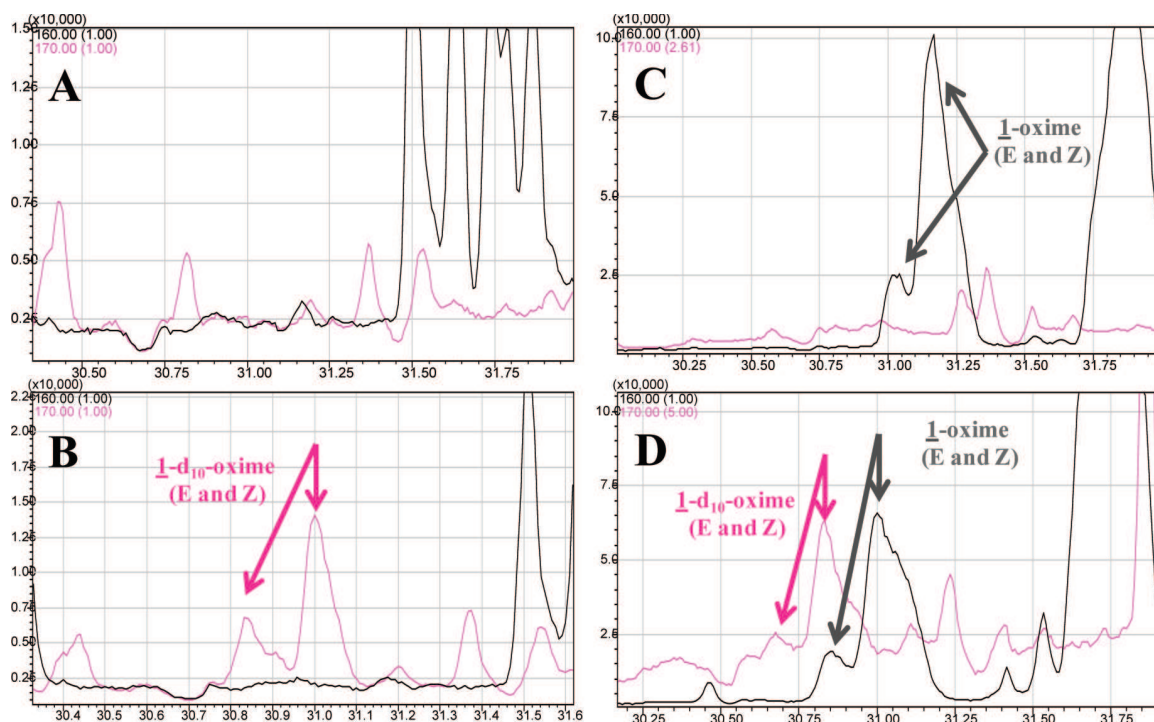 (x10,000)
160.00 (1.00)
170.00 (1.00)
A
1.25
1.00
0.75
0.50
0.25
30.50 30.75 31.00 31.25 31.50 31.75
(x10,000)
160.00 (1.00)
170.00 (2.61)
C
1-oxime
(E and Z)
5.0
30.25 30.50 30.75 31.00 31.25 31.50 31.75
(x10,000)
160.00 (1.00)
170.00 (1.00)
B
1-d10-oxime
(E and Z)
2.25
2.00
1.75
1.50
1.25
1.00
0.75
0.50
0.25
30.4 30.5 30.6 30.7 30.8 30.9 31.0 31.1 31.2 31.3 31.4 31.5 31.6
(x10,000)
160.00 (1.00)
170.00 (5.00)
D
1-oxime
(E and Z)
1-d10-oxime
(E and Z)
5.0
30.25 30.50 30.75 31.00 31.25 31.50 31.75